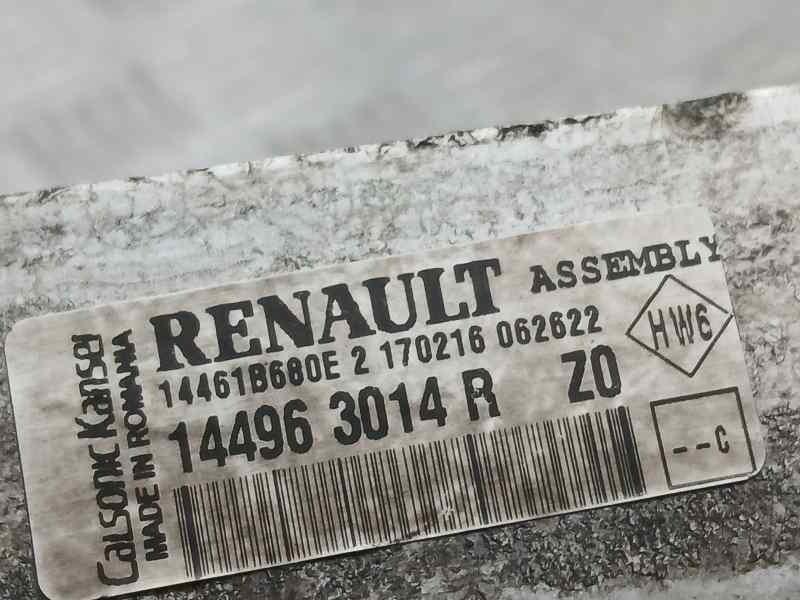 RENAULT ASSEMBLY
14461B680E 2 170216 062622
14496 3014 R Z0
HW6
--C
Calsonic Kansei
MADE IN ROMANIA